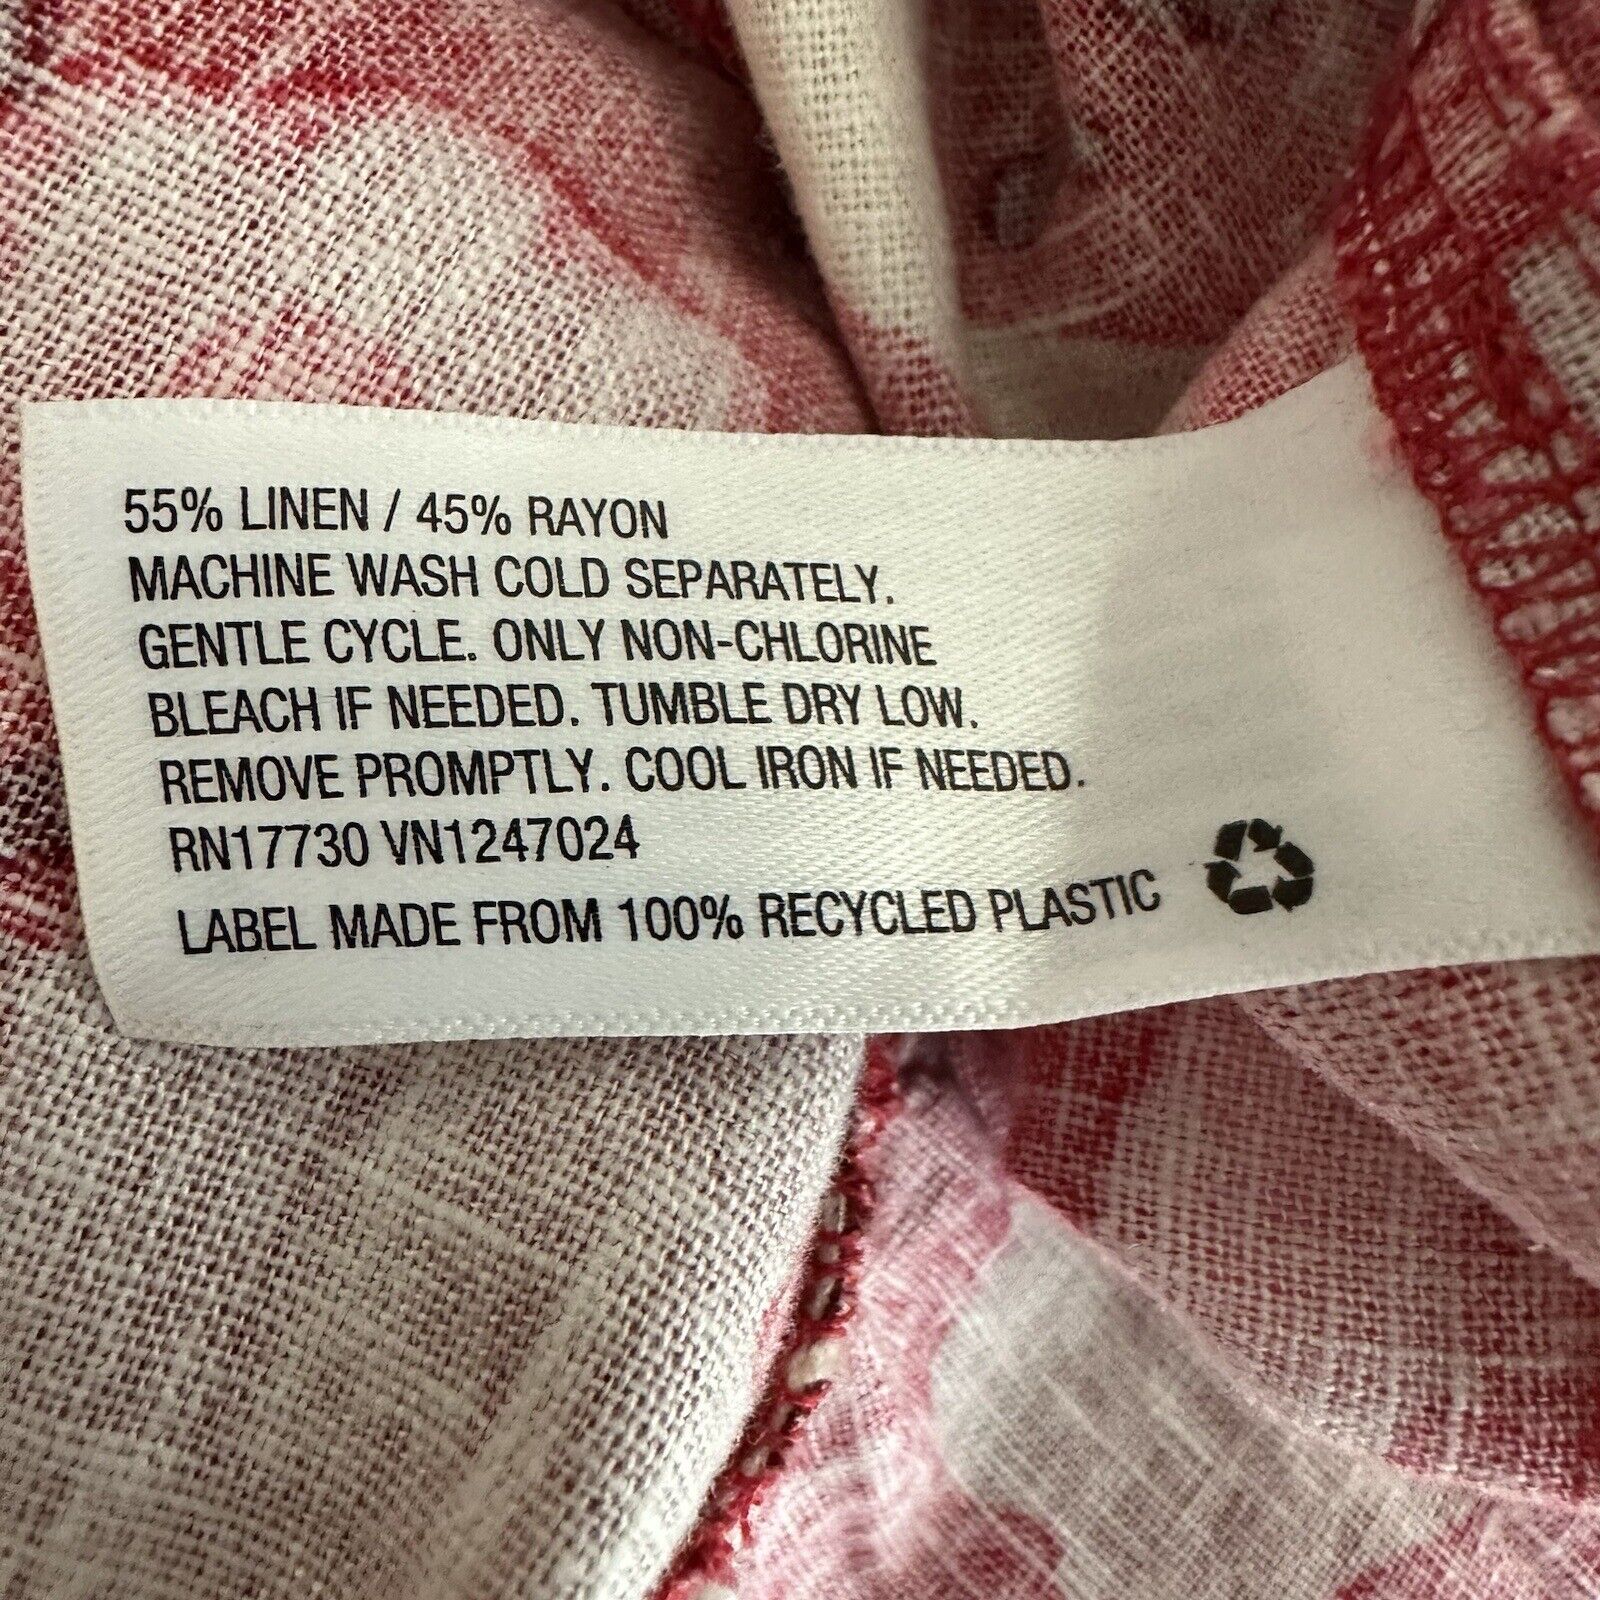 55% LINEN / 45% RAYON
MACHINE WASH COLD SEPARATELY.
GENTLE CYCLE. ONLY NON-CHLORINE
BLEACH IF NEEDED. TUMBLE DRY LOW.
REMOVE PROMPTLY. COOL IRON IF NEEDED.
RN17730 VN1247024
LABEL MADE FROM 100% RECYCLED PLASTIC